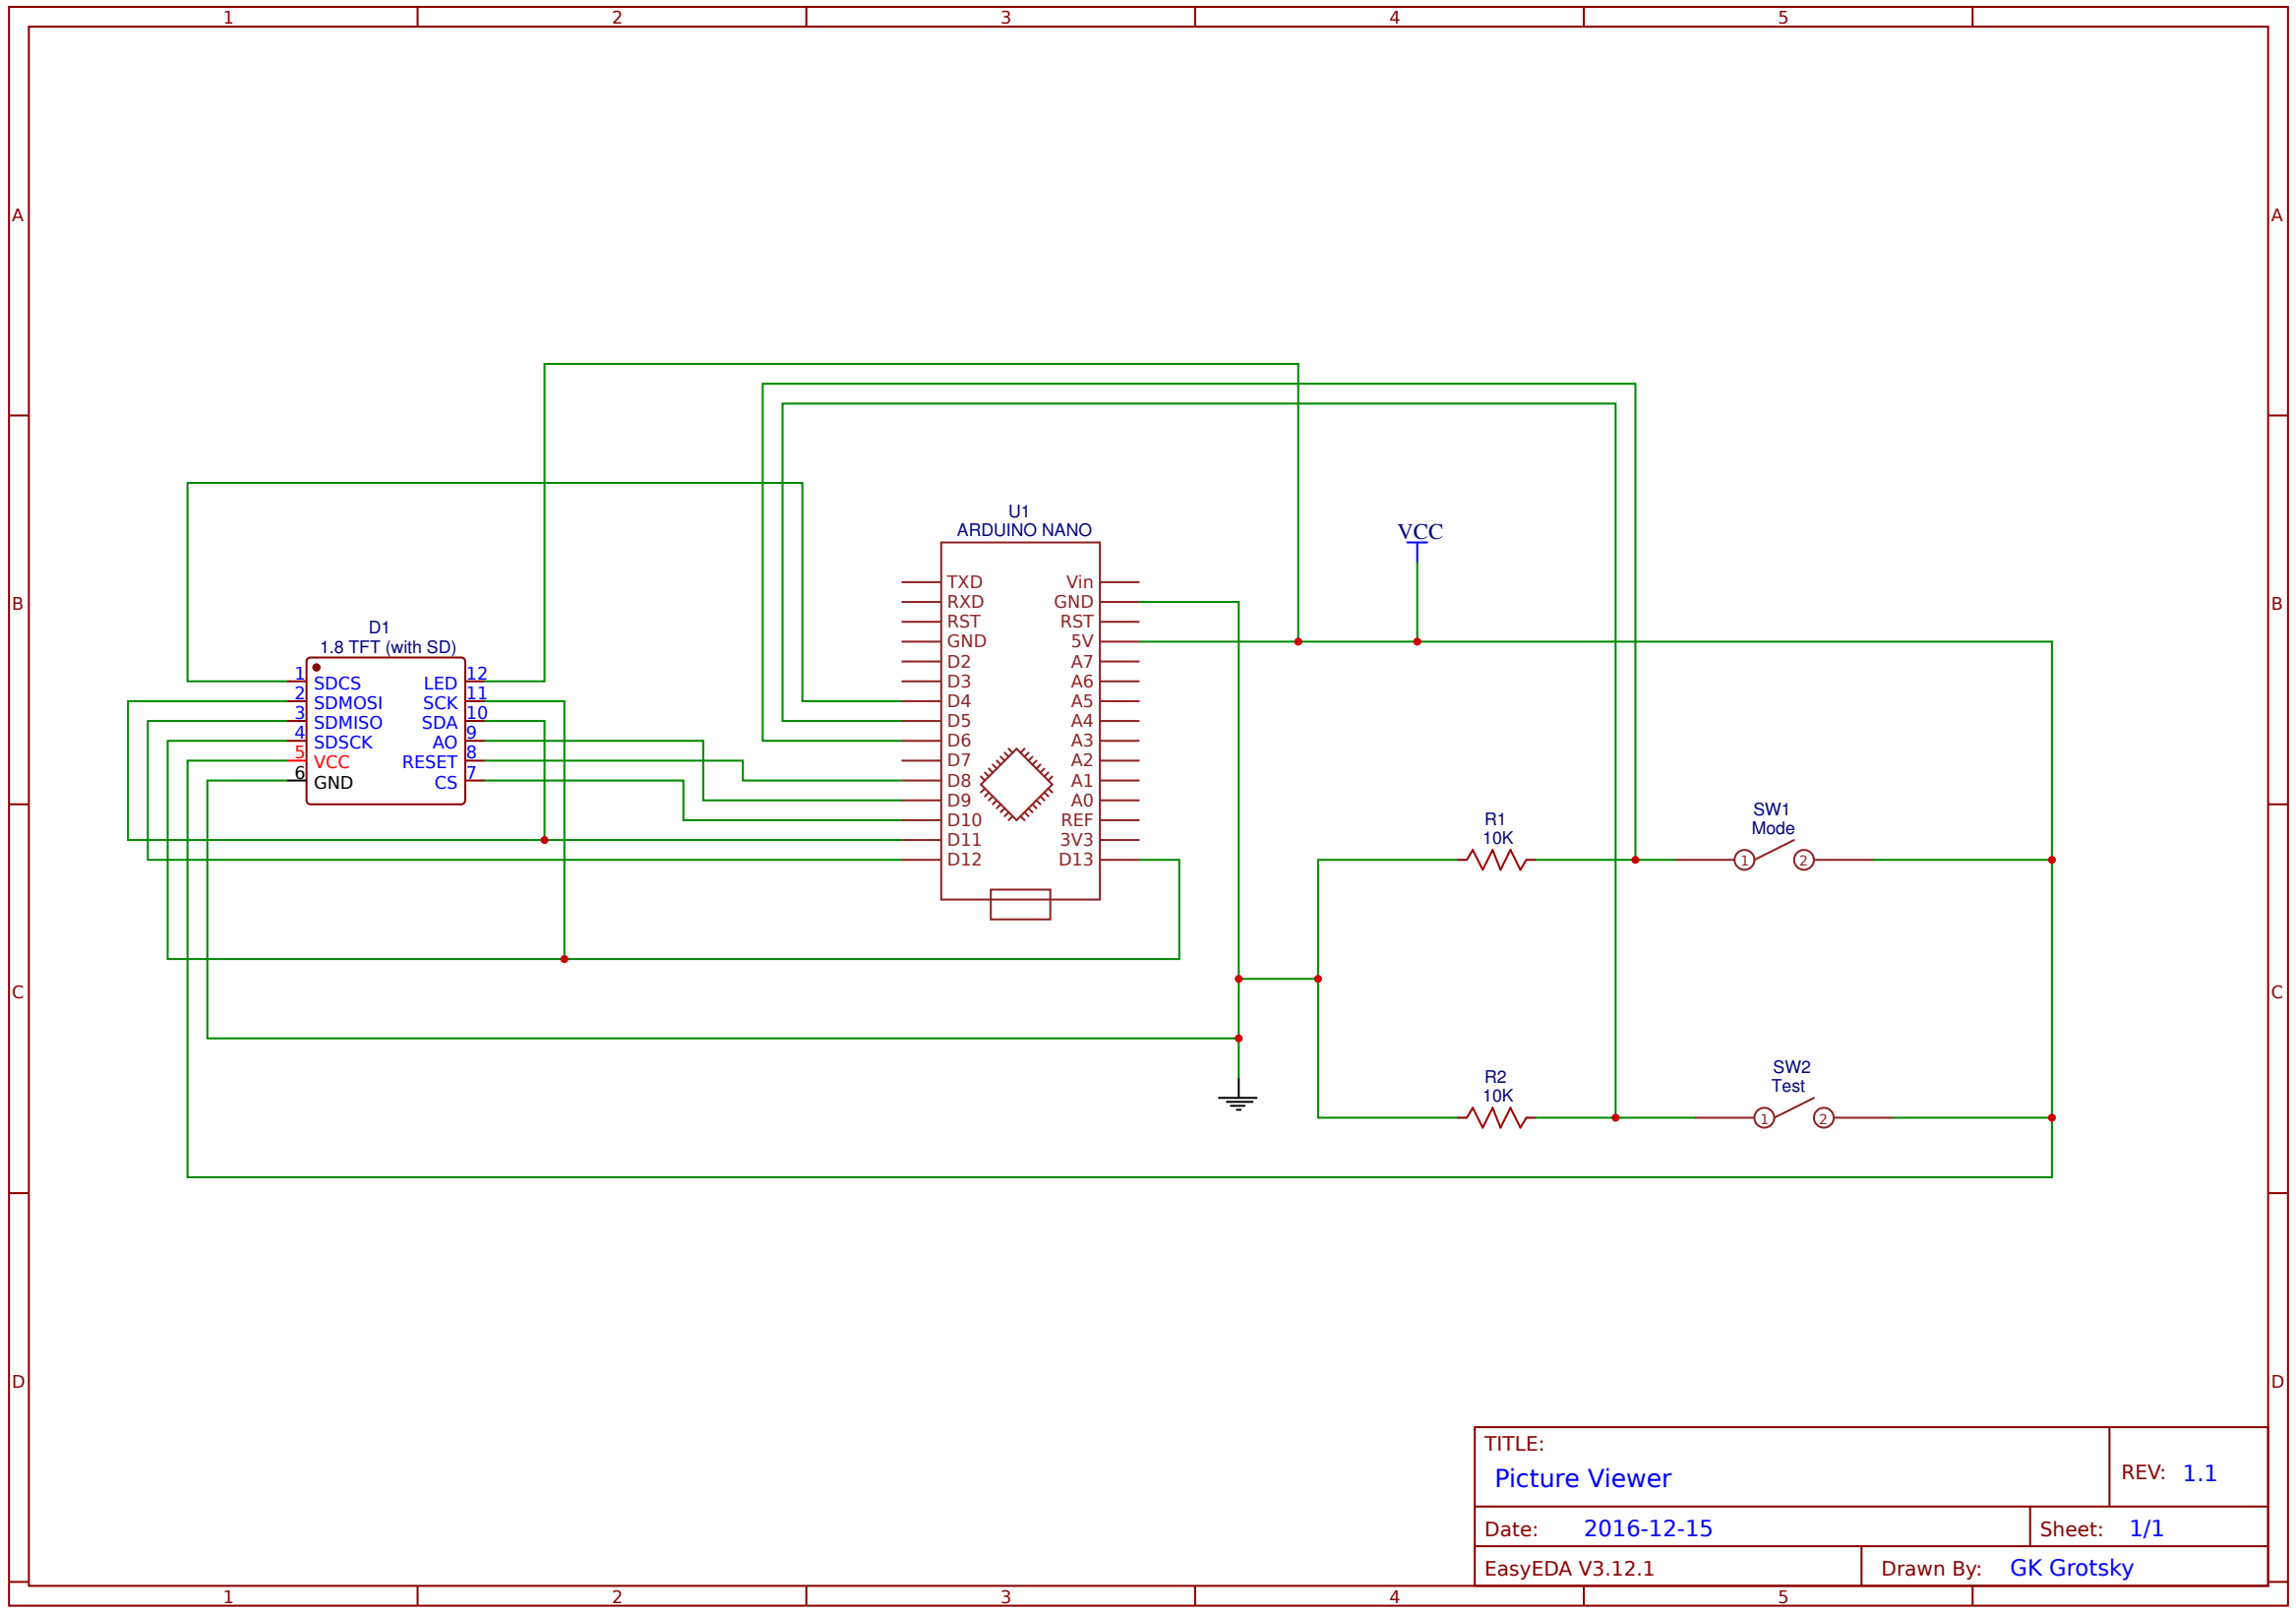 1 2 3 4 5
A A
U1
ARDUINO NANO
VCC
TXD Vin
RXD GND
B B
RST RST
D1
GND 5V
1.8 TFT (with SD)
D2 A7
1 SDCS LED 12
D3 A6
2 SDMOSI SCK 11
D4 A5
3 SDMISO SDA 10
D5 A4
4 SDSCK AO 9
D6 A3
5 VCC RESET 8
D7 A2
6 GND CS 7
D8 A1
D9 A0
D10 REF
D11 3V3
D12 D13
R1
10K
SW1
Mode
1 2
C C
R2
10K
SW2
Test
1 2
D D
TITLE:
Picture Viewer
REV: 1.1
Date: 2016-12-15
Sheet: 1/1
EasyEDA V3.12.1
Drawn By: GK Grotsky
1 2 3 4 5